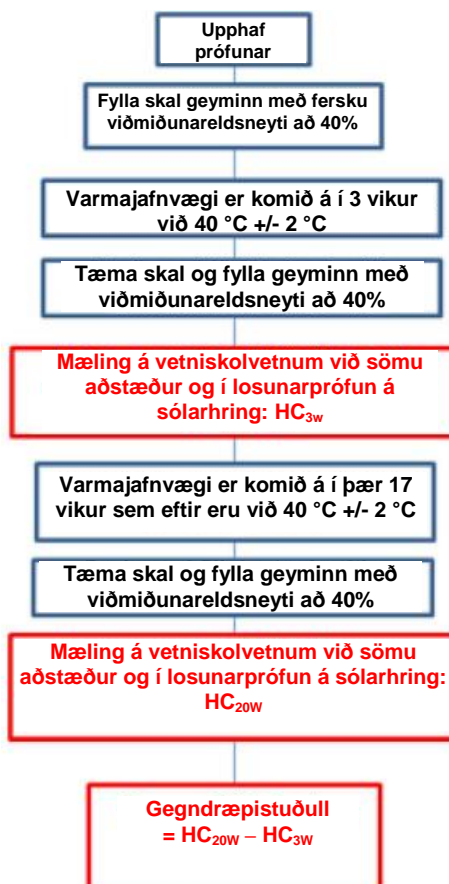 Upphaf
prófunar
Fylla skal geyminn með fersku
viðmiðunareldsneyti að 40%
Varmajafnvægi er komið á í 3 vikur
við 40 °C +/- 2 °C
Tæma skal og fylla geyminn með
viðmiðunareldsneyti að 40%
Mæling á vetniskolvetnum við sömu
aðstæður og í losunarprófun á
sólarhring: HC3w
Varmajafnvægi er komið á í þær 17
vikur sem eftir eru við 40 °C +/- 2 °C
Tæma skal og fylla geyminn með
viðmiðunareldsneyti að 40%
Mæling á vetniskolvetnum við sömu
aðstæður og í losunarprófun á sólarhring:
HC20W
Gegndræpistuðull
= HC20W – HC3W